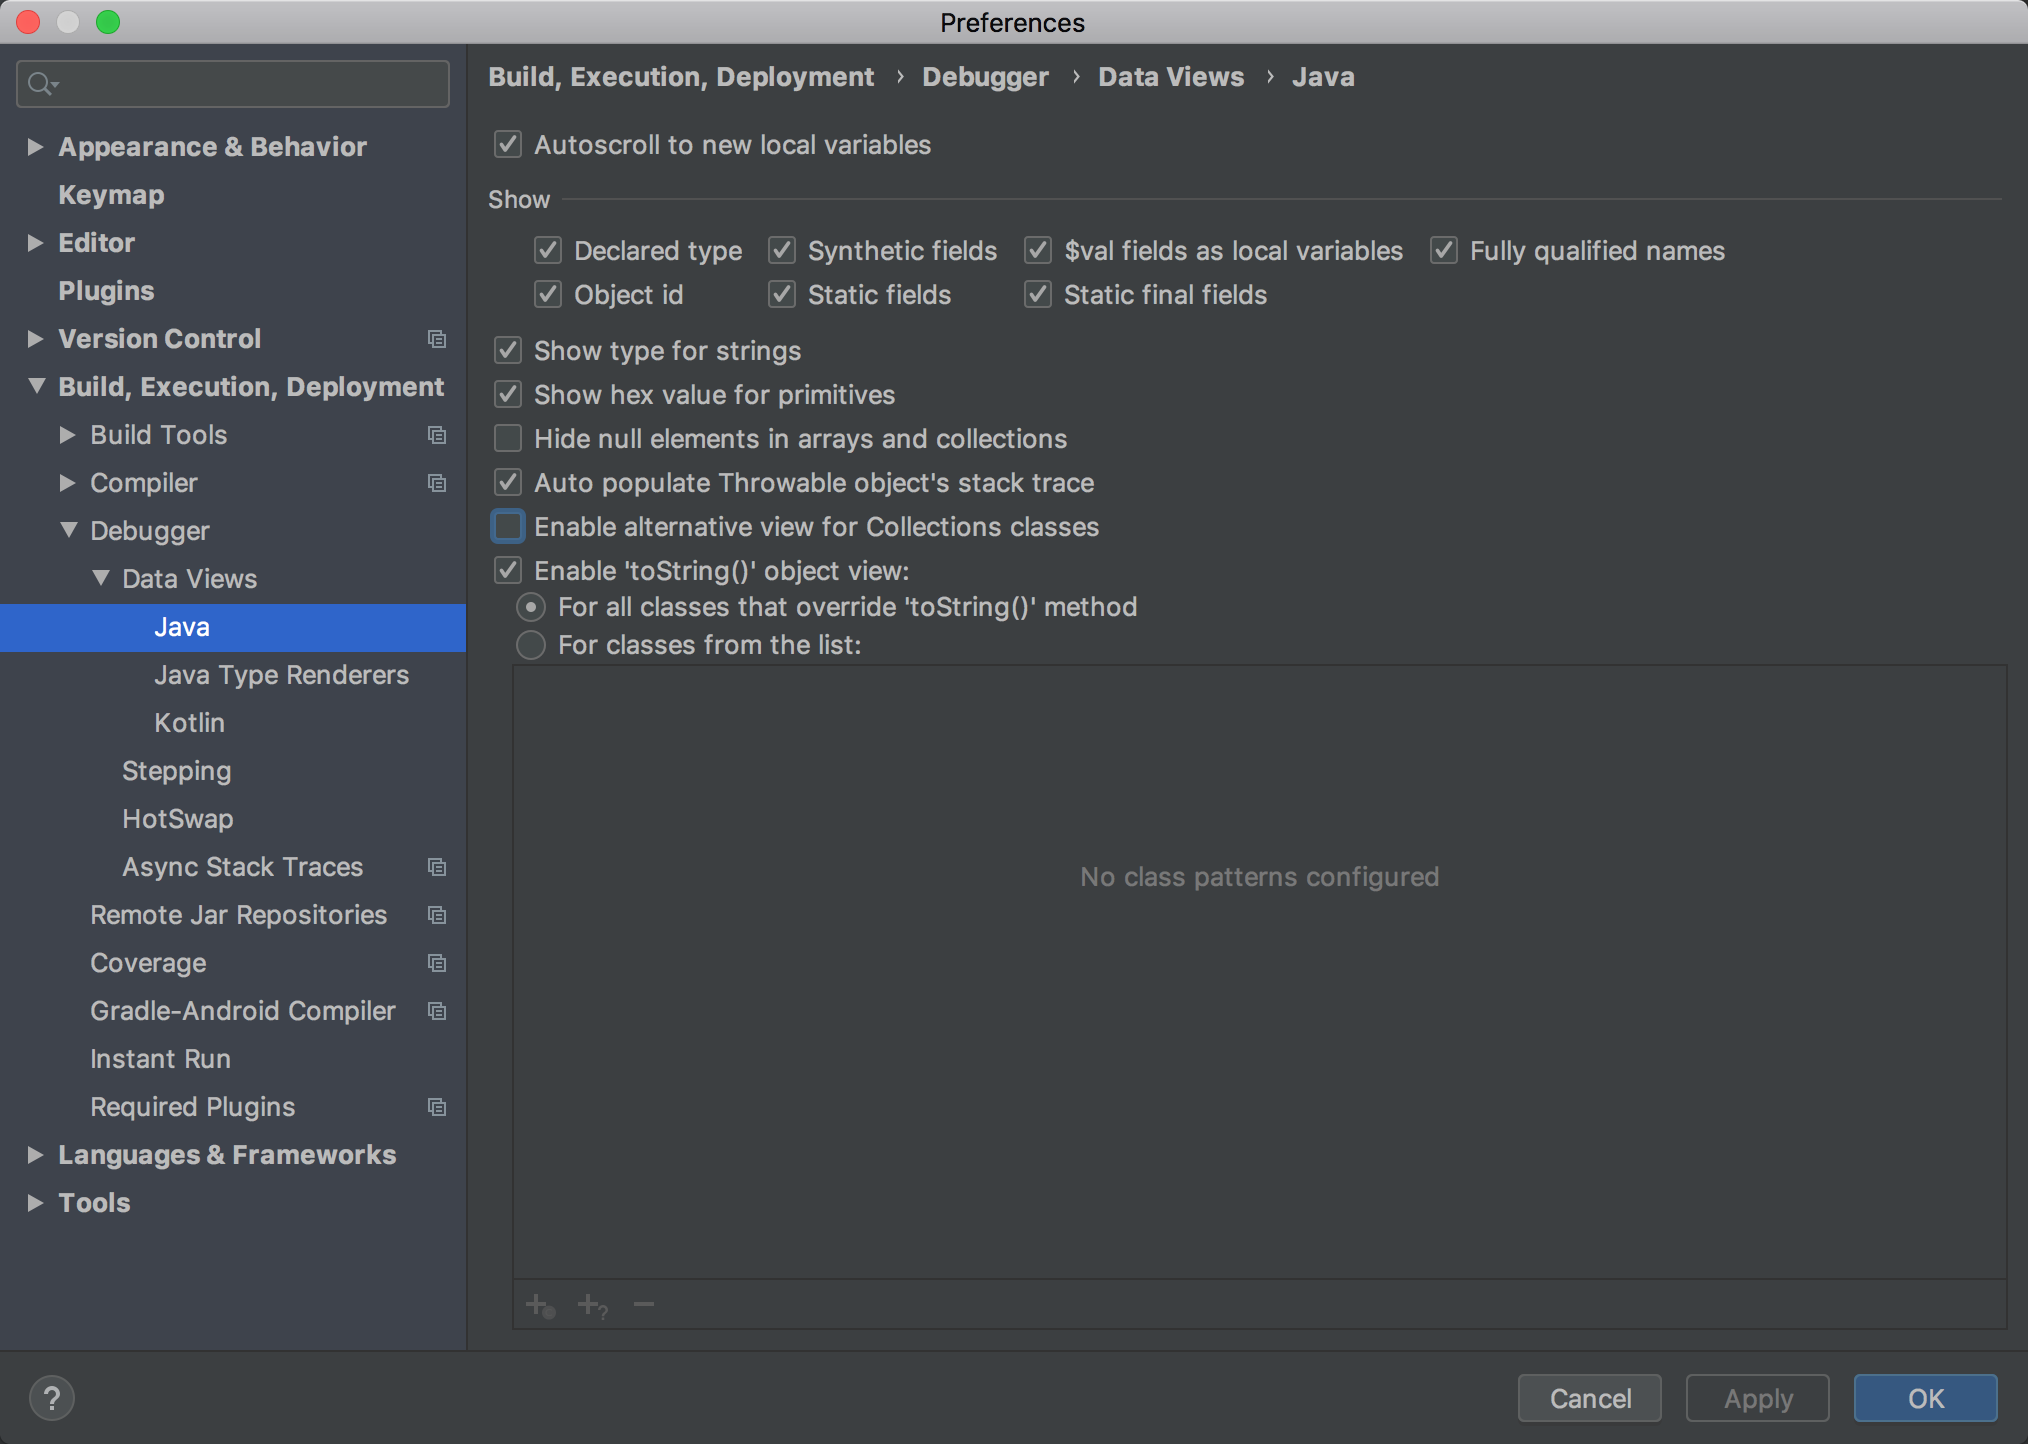 Preferences
Appearance & Behavior
Keymap
Editor
Plugins
Version Control
Build, Execution, Deployment
Build Tools
Compiler
Debugger
Data Views
Java
Java Type Renderers
Kotlin
Stepping
HotSwap
Async Stack Traces
Remote Jar Repositories
Coverage
Gradle-Android Compiler
Instant Run
Required Plugins
Languages & Frameworks
Tools
Build, Execution, Deployment › Debugger › Data Views › Java
Autoscroll to new local variables
Show
Declared type Synthetic fields $val fields as local variables Fully qualified names
Object id Static fields Static final fields
Show type for strings
Show hex value for primitives
Hide null elements in arrays and collections
Auto populate Throwable object's stack trace
Enable alternative view for Collections classes
Enable 'toString()' object view:
For all classes that override 'toString()' method
For classes from the list:
No class patterns configured
? Cancel Apply OK